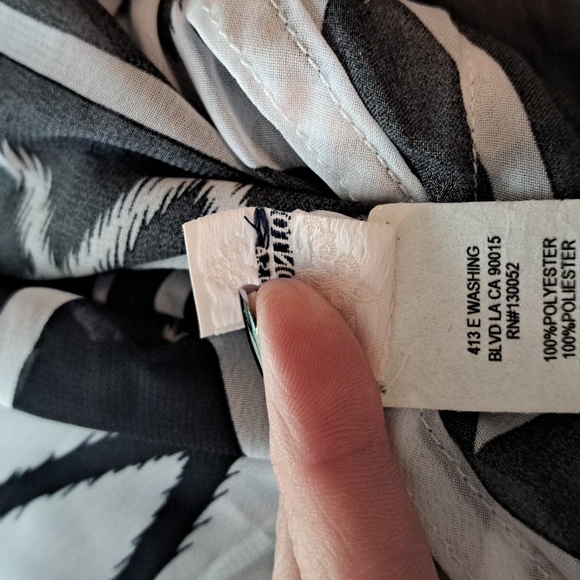 413 E WASHING
BLVD LA CA 90015
RN#130052
100%POLYESTER
100%POLIESTER